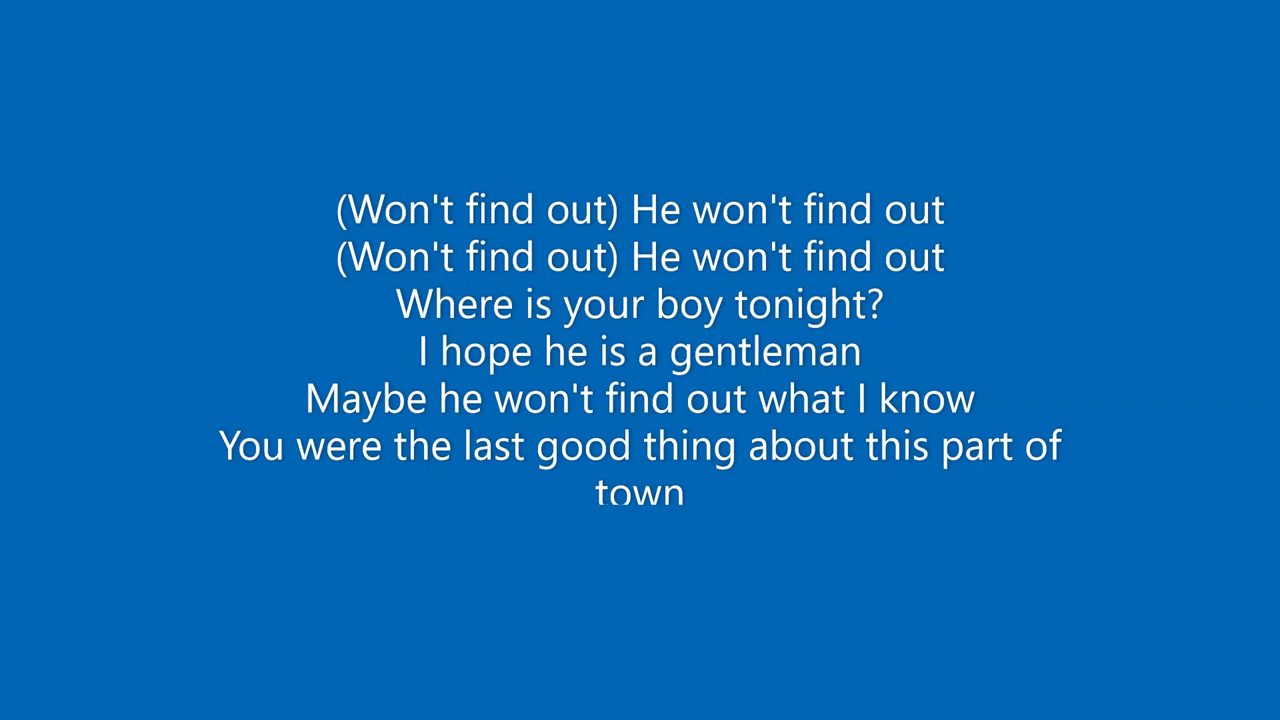 (Won't find out) He won't find out
(Won't find out) He won't find out
Where is your boy tonight?
I hope he is a gentleman
Maybe he won't find out what I know
You were the last good thing about this part of
town